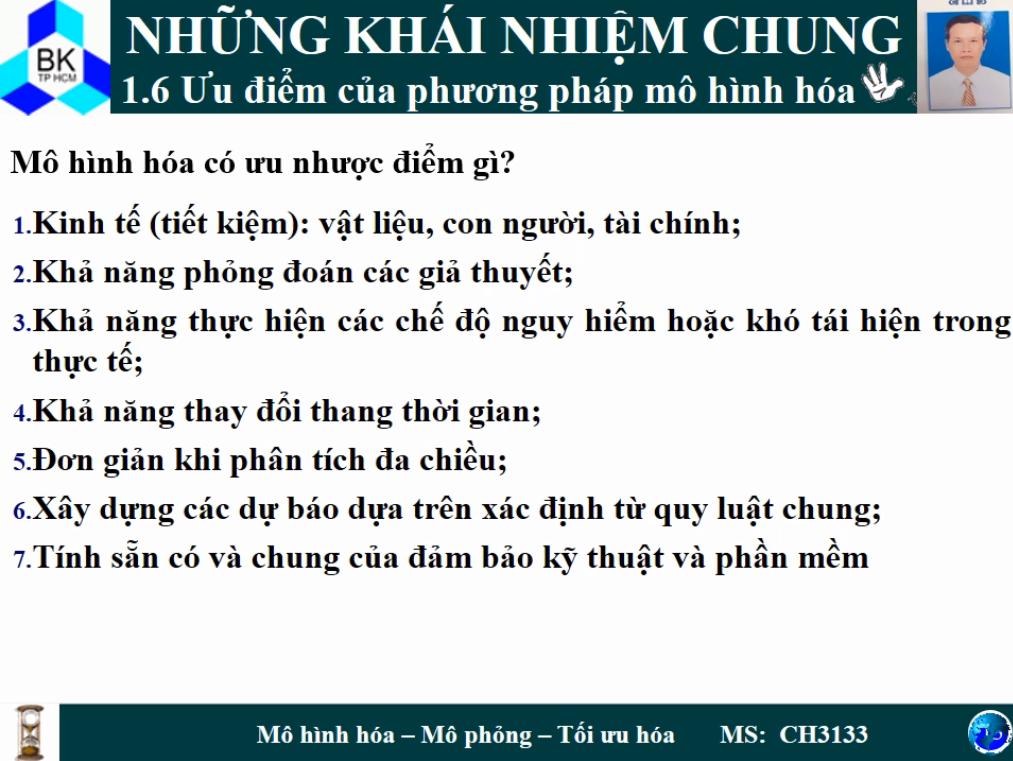 BK
TP HCM
NHỮNG KHÁI NHIỆM CHUNG
1.6 Ưu điểm của phương pháp mô hình hóa
Mô hình hóa có ưu nhược điểm gì?
1.Kinh tế (tiết kiệm): vật liệu, con người, tài chính;
2.Khả năng phỏng đoán các giả thuyết;
3.Khả năng thực hiện các chế độ nguy hiểm hoặc khó tái hiện trong
thực tế;
4.Khả năng thay đổi thang thời gian;
5.Đơn giản khi phân tích đa chiều;
6.Xây dựng các dự báo dựa trên xác định từ quy luật chung;
7.Tính sẵn có và chung của đảm bảo kỹ thuật và phần mềm
Mô hình hóa – Mô phỏng – Tối ưu hóa MS: CH3133